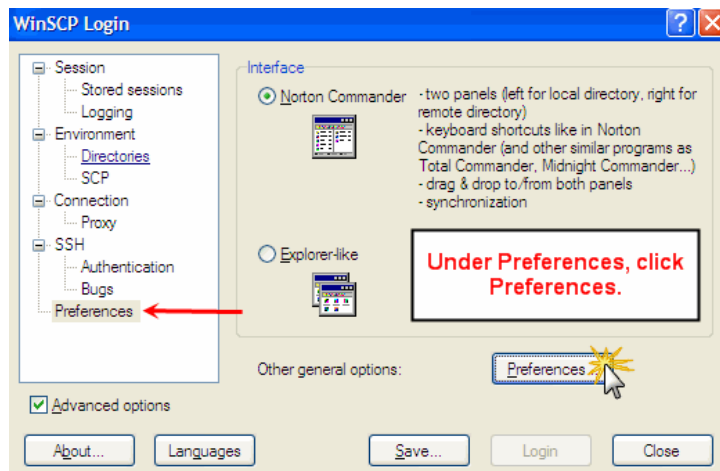 WinSCP Login
Session
Stored sessions
Logging
Environment
Directories
SCP
Connection
Proxy
SSH
Authentication
Bugs
Preferences
Advanced options
Interface
Norton Commander
- two panels (left for local directory, right for
remote directory)
- keyboard shortcuts like in Norton
Commander (and other similar programs as
Total Commander, Midnight Commander...)
- drag & drop to/from both panels
- synchronization
Explorer-like
Under Preferences, click
Preferences.
Other general options:
Preferences...
About...
Languages
Save...
Login
Close